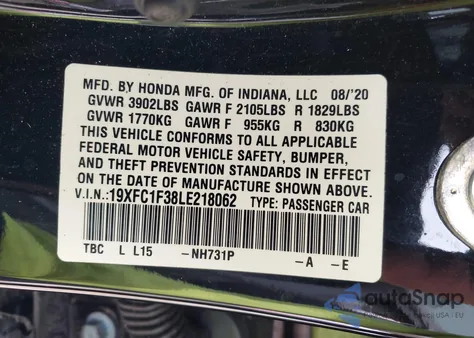 MFD. BY HONDA MFG. OF INDIANA, LLC 08/'20
GVWR 3902LBS GAWR F 2105LBS R 1829LBS
GVWR 1770KG GAWR F 955KG R 830KG
THIS VEHICLE CONFORMS TO ALL APPLICABLE
FEDERAL MOTOR VEHICLE SAFETY, BUMPER,
AND THEFT PREVENTION STANDARDS IN EFFECT
ON THE DATE OF MANUFACTURE SHOWN ABOVE.
V.I.N.:19XFC1F38LE218062 TYPE: PASSENGER CAR
TBC L L15 -NH731P -A -E
autoSnap